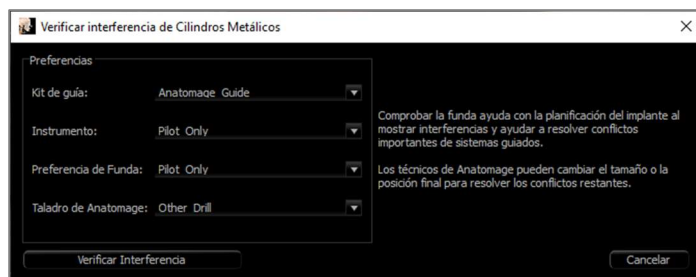 Verificar interferencia de Cilindros Metálicos
Preferencias
Kit de guía: Anatomage Guide
Instrumento: Pilot Only
Preferencia de Funda: Pilot Only
Taladro de Anatomage: Other Drill
Comprobar la funda ayuda con la planificación del implante al
mostrar interferencias y ayudar a resolver conflictos
importantes de sistemas guiados.
Los técnicos de Anatomage pueden cambiar el tamaño o la
posición final para resolver los conflictos restantes.
Verificar Interferencia
Cancelar